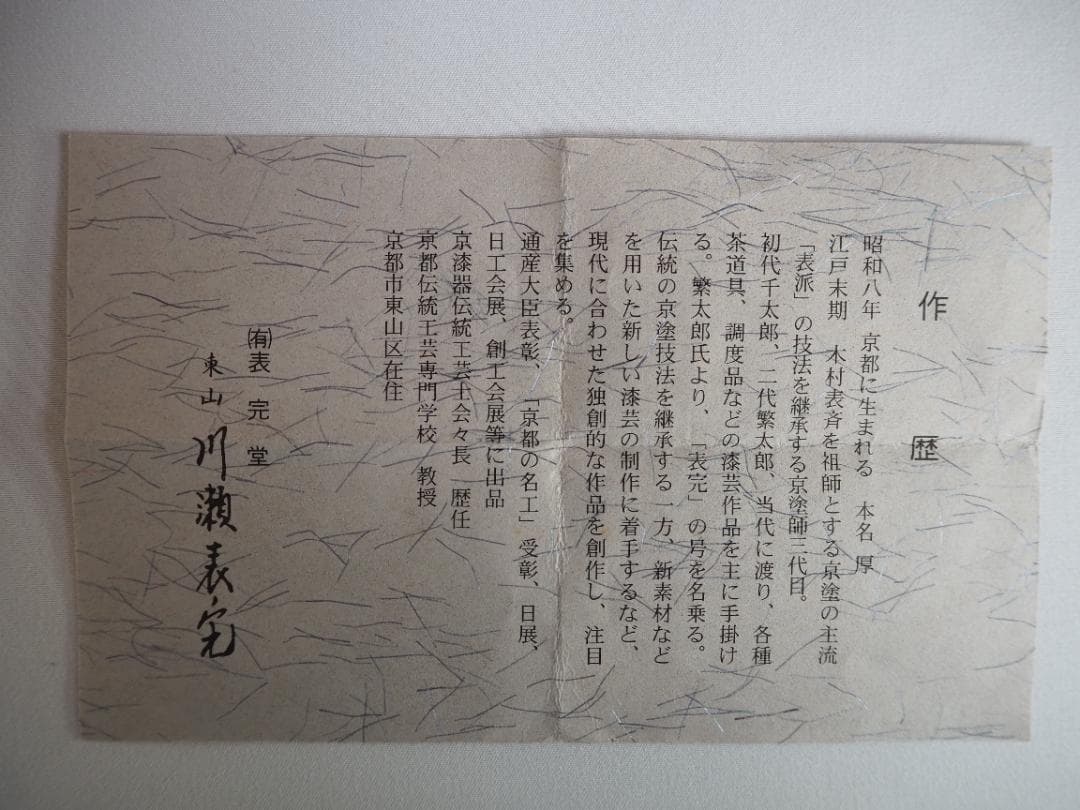 作歴
昭和八年 京都に生まれる 本名 厚
江戸末期 木村表斉を祖師とする京塗の主流
「表派」の技法を継承する京塗師三代目。
初代千太郎、二代繁太郎、当代に渡り、各種
茶道具、調度品などの漆芸作品を主に手掛け
る。繁太郎氏より、「表完」の号を名乗る。
伝統の京塗技法を継承する一方、新素材など
を用いた新しい漆芸の制作に着手するなど、
現代に合わせた独創的な作品を創作し、注目
を集める。
通産大臣表彰、「京都の名工」受彰、日展、
日工会展、創工会展等に出品
京漆器伝統工芸士会々長 歴任
京都伝統工芸専門学校 教授
京都市東山区在住
㈲表完堂
東山 川瀬表完